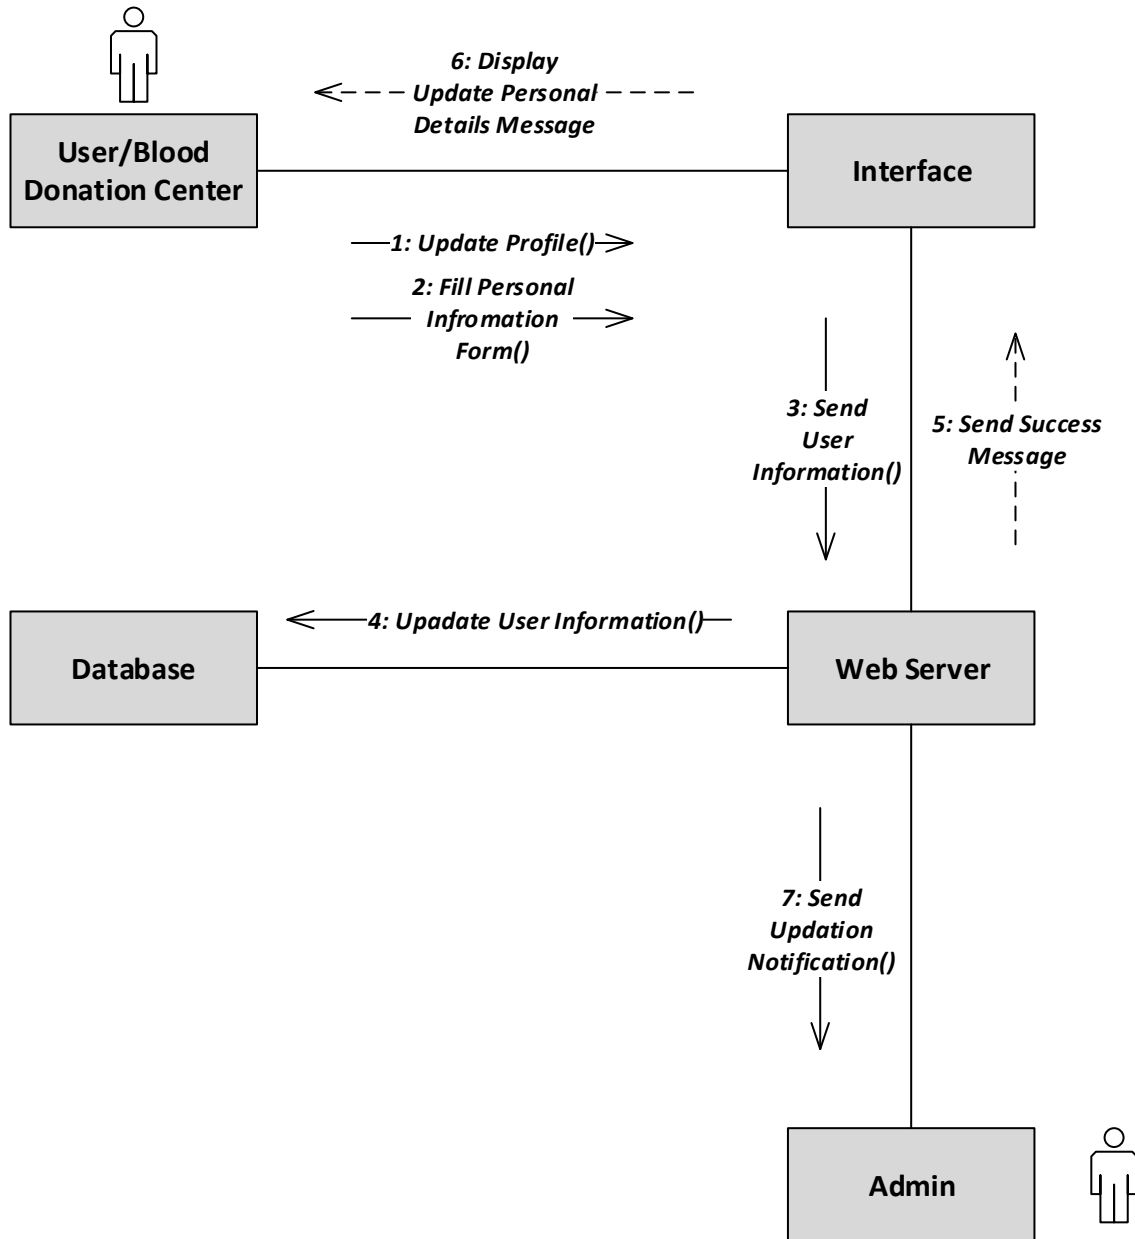 6: Display
Update Personal
Details Message
User/Blood
Donation Center
Interface
1: Update Profile()
2: Fill Personal
Infromation
Form()
3: Send
User
Information()
5: Send Success
Message
4: Upadate User Information()
Database
Web Server
7: Send
Updation
Notification()
Admin